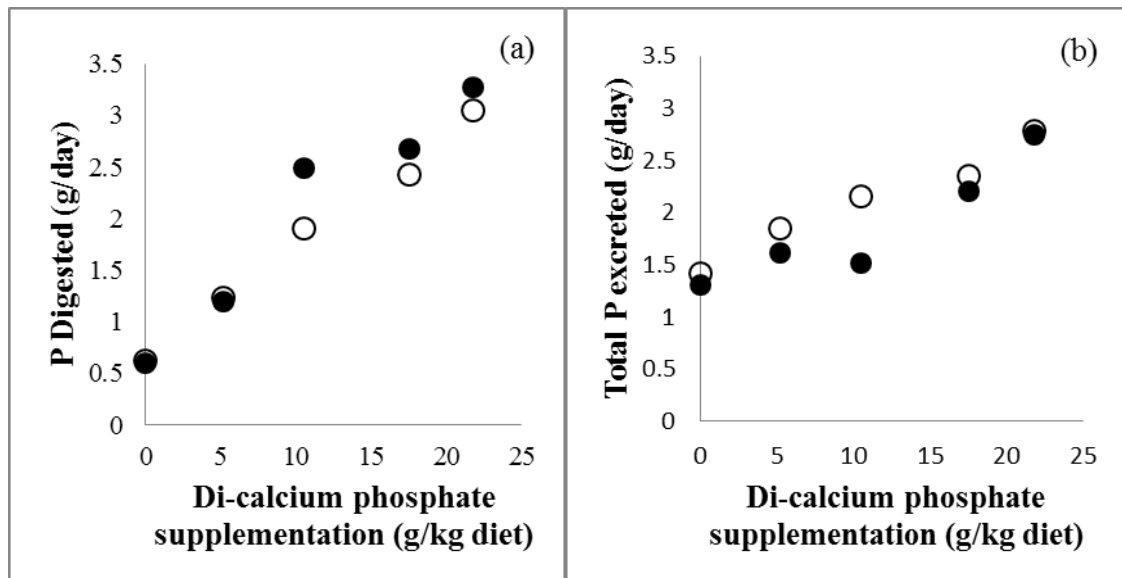 (a)
P Digested (g/day)
3.5
3
2.5
2
1.5
1
0.5
0
0 5 10 15 20 25
Di-calcium phosphate
supplementation (g/kg diet)
(b)
Total P excreted (g/day)
3.5
3
2.5
2
1.5
1
0.5
0
0 5 10 15 20 25
Di-calcium phosphate
supplementation (g/kg diet)